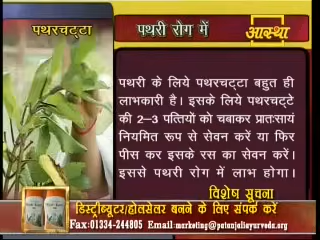 पथरचट्टा
पथरी रोग में
आस्था
पथरी के लिये पथरचट्टा बहुत ही
लाभकारी है। इसके लिये पथरचट्टे
की 2-3 पत्तियों को चबाकर प्रातःसायं
नियमित रूप से सेवन करें या फिर
पीस कर इसके रस का सेवन करें।
इससे पथरी रोग में लाभ होगा।
विशेष सूचना
डिस्ट्रीब्यूटर/होलसेलर बनने के लिए संपर्क करें
Fax:01334-244805 Email:marketing@patanjaliayurveda.org